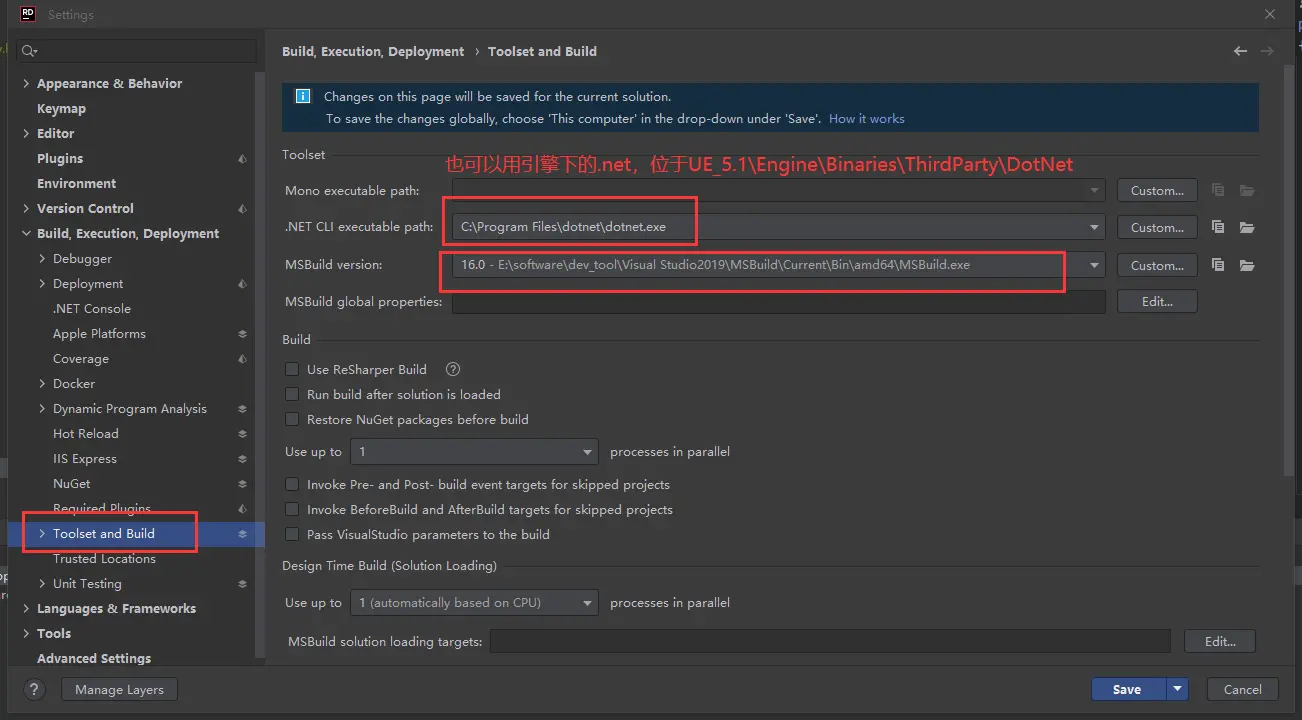 RD Settings
Build, Execution, Deployment › Toolset and Build
Changes on this page will be saved for the current solution.
To save the changes globally, choose 'This computer' in the drop-down under 'Save'. How it works
Appearance & Behavior
Keymap
Editor
Plugins
Environment
Version Control
Build, Execution, Deployment
Debugger
Deployment
.NET Console
Apple Platforms
Coverage
Docker
Dynamic Program Analysis
Hot Reload
IIS Express
NuGet
Required Plugins
Toolset and Build
Trusted Locations
Unit Testing
Languages & Frameworks
Tools
Advanced Settings
Toolset
也可以用引擎下的.net，位于UE_5.1\Engine\Binaries\ThirdParty\DotNet
Mono executable path: Custom...
.NET CLI executable path: C:\Program Files\dotnet\dotnet.exe Custom...
MSBuild version: 16.0 - E:\software\dev_tool\Visual Studio2019\MSBuild\Current\Bin\amd64\MSBuild.exe Custom...
MSBuild global properties: Edit...
Build
Use ReSharper Build ?
Run build after solution is loaded
Restore NuGet packages before build
Use up to 1 processes in parallel
Invoke Pre- and Post- build event targets for skipped projects
Invoke BeforeBuild and AfterBuild targets for skipped projects
Pass VisualStudio parameters to the build
Design Time Build (Solution Loading)
Use up to 1 (automatically based on CPU) processes in parallel
MSBuild solution loading targets: Edit...
? Manage Layers Save Cancel